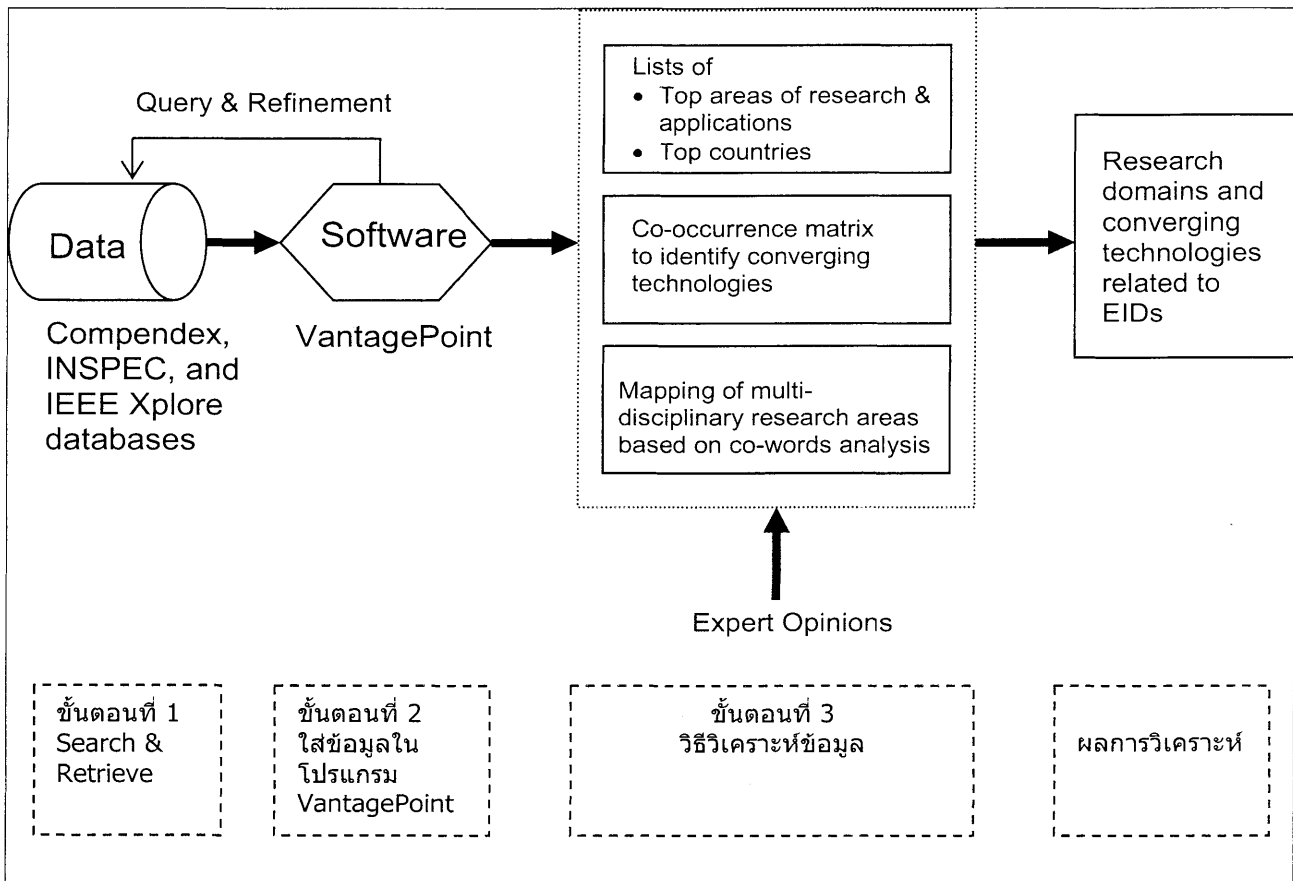 Query & Refinement
Data
Compendex,
INSPEC, and
IEEE Xplore
databases
Software
VantagePoint
Lists of
• Top areas of research &
applications
• Top countries
Co-occurrence matrix
to identify converging
technologies
Mapping of multi-
disciplinary research areas
based on co-words analysis
Expert Opinions
Research
domains and
converging
technologies
related to
EIDs
ขั้นตอนที่ 1
Search &
Retrieve
ขั้นตอนที่ 2
ใส่ข้อมูลใน
โปรแกรม
VantagePoint
ขั้นตอนที่ 3
วิธีวิเคราะห์ข้อมูล
ผลการวิเคราะห์